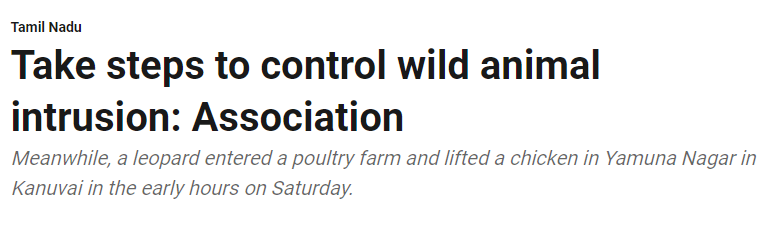 Tamil Nadu
Take steps to control wild animal
intrusion: Association
Meanwhile, a leopard entered a poultry farm and lifted a chicken in Yamuna Nagar in
Kanuvai in the early hours on Saturday.